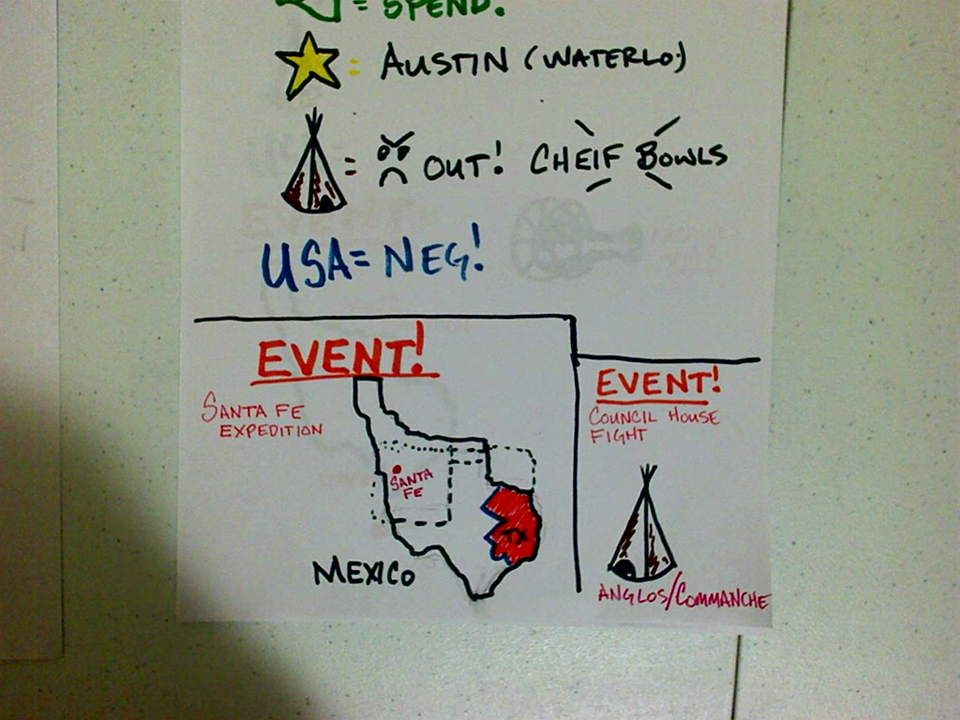 = SPEND.
= AUSTIN (WATERLO.)
= OUT! CHEIF BOWLS
USA = NEG!
EVENT!
SANTA FE
EXPEDITION
SANTA
FE
TX
MEXICO
EVENT!
COUNCIL HOUSE
FIGHT
ANGLOS/COMMANCHE